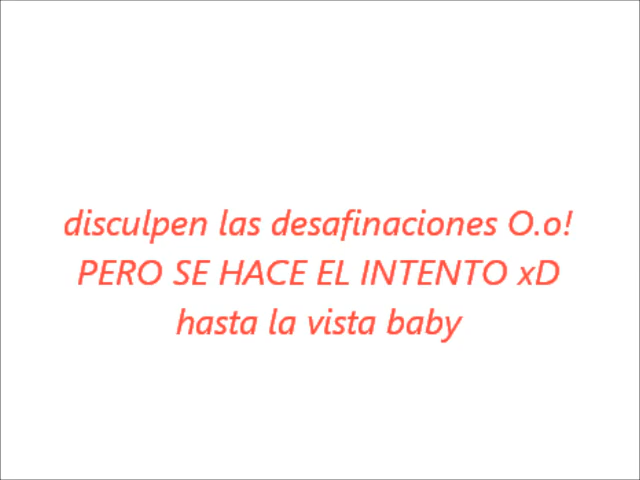 disculpen las desafinaciones O.o!
PERO SE HACE EL INTENTO xD
hasta la vista baby